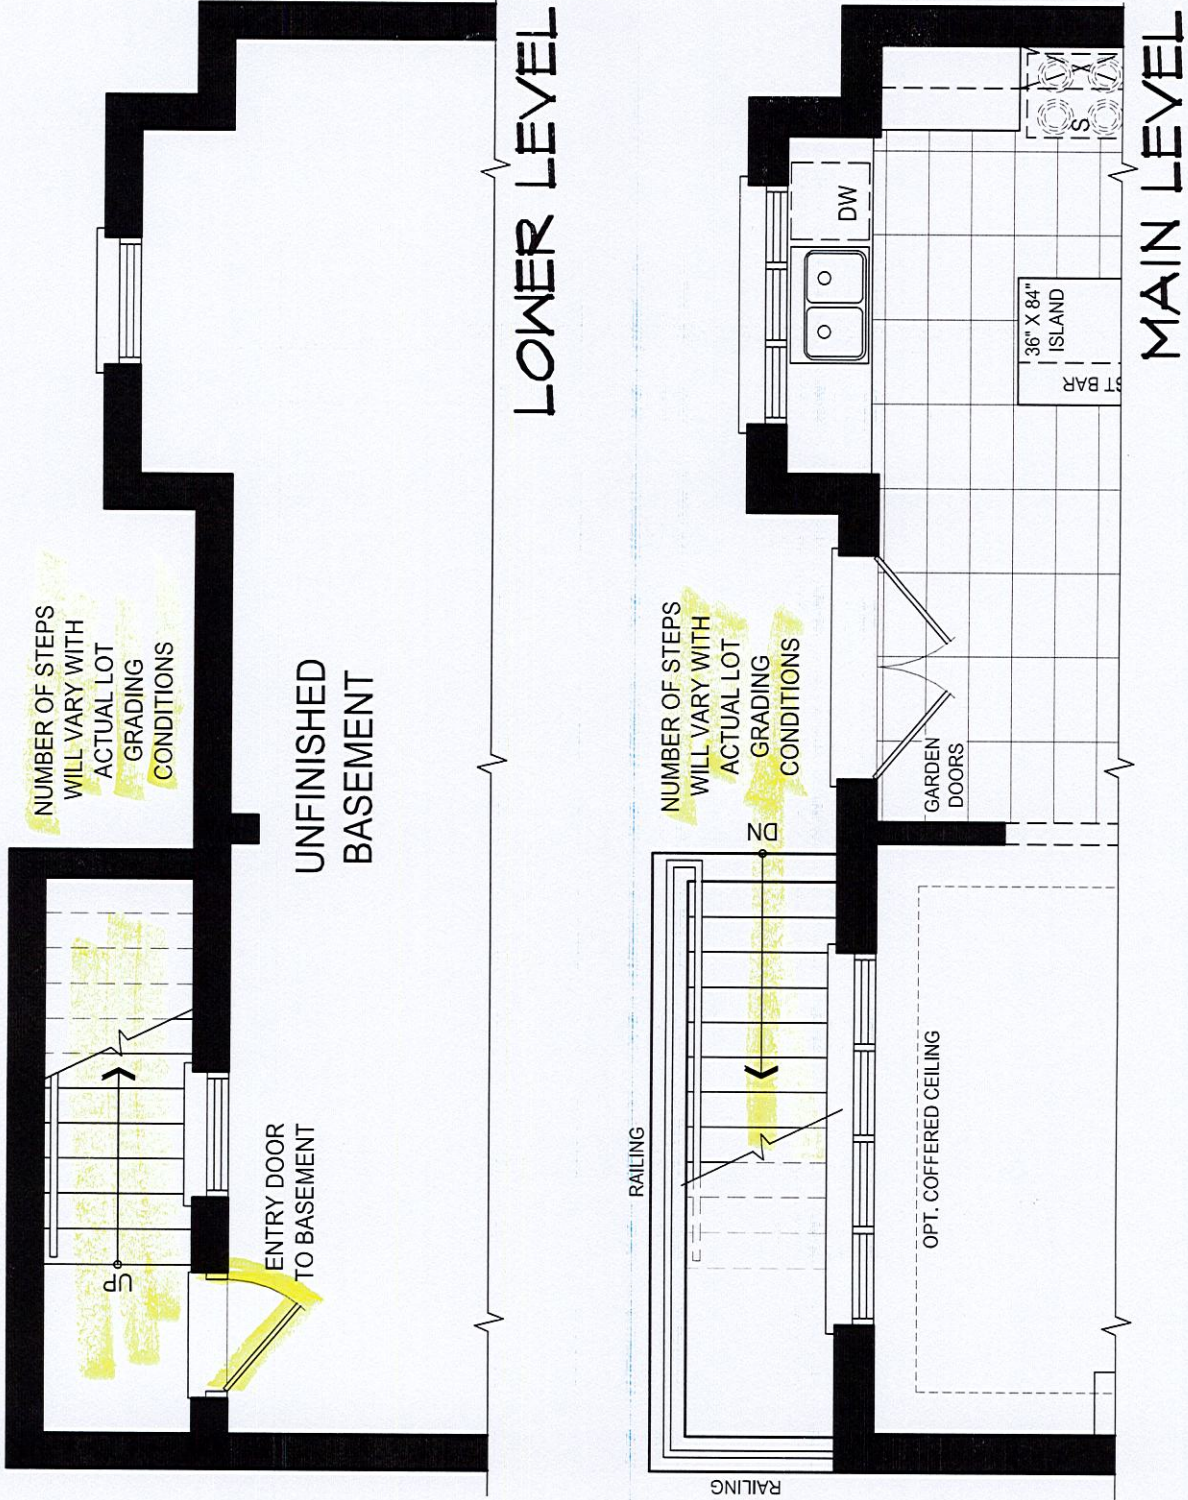 NUMBER OF STEPS
WILL VARY WITH
ACTUAL LOT
GRADING
CONDITIONS
UP
UNFINISHED
BASEMENT
ENTRY DOOR
TO BASEMENT
LOWER LEVEL
NUMBER OF STEPS
WILL VARY WITH
ACTUAL LOT
GRADING
CONDITIONS
DN
RAILING
RAILING
DW
S
36" X 84"
ISLAND
ST BAR
GARDEN
DOORS
OPT. COFFERED CEILING
MAIN LEVEL